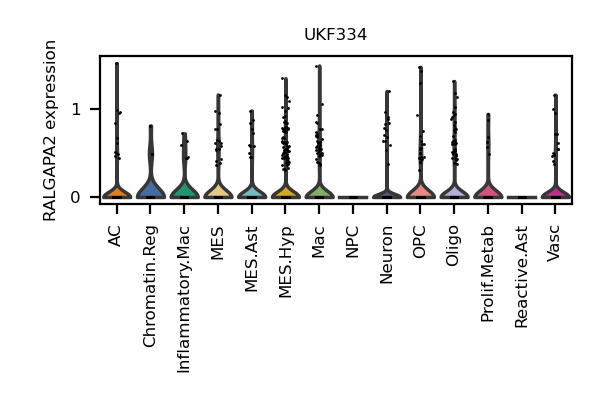 UKF334
RALGAPA2 expression
1
0
AC
Chromatin.Reg
Inflammatory.Mac
MES
MES.Ast
MES.Hyp
Mac
NPC
Neuron
OPC
Oligo
Prolif.Metab
Reactive.Ast
Vasc